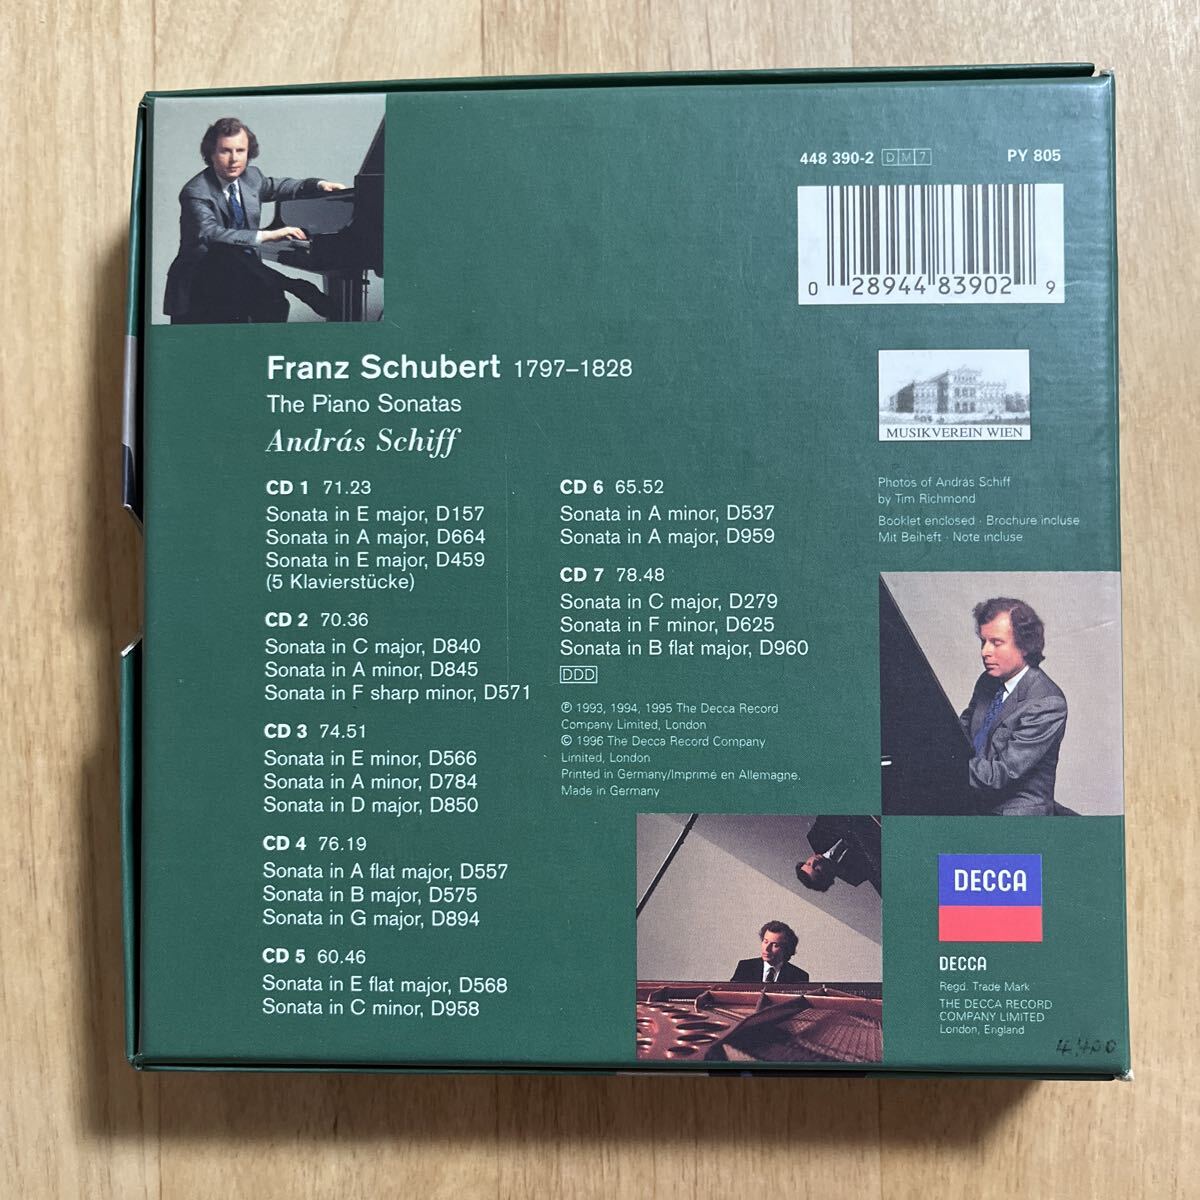 448 390-2 DM7
PY 805
0 28944 83902 9
Franz Schubert 1797–1828
The Piano Sonatas
András Schiff
CD 1 71.23
Sonata in E major, D157
Sonata in A major, D664
Sonata in E major, D459
(5 Klavierstücke)
CD 2 70.36
Sonata in C major, D840
Sonata in A minor, D845
Sonata in F sharp minor, D571
CD 3 74.51
Sonata in E minor, D566
Sonata in A minor, D784
Sonata in D major, D850
CD 4 76.19
Sonata in A flat major, D557
Sonata in B major, D575
Sonata in G major, D894
CD 5 60.46
Sonata in E flat major, D568
Sonata in C minor, D958
CD 6 65.52
Sonata in A minor, D537
Sonata in A major, D959
CD 7 78.48
Sonata in C major, D279
Sonata in F minor, D625
Sonata in B flat major, D960
DDD
℗ 1993, 1994, 1995 The Decca Record
Company Limited, London
© 1996 The Decca Record Company
Limited, London
Printed in Germany/Imprimé en Allemagne.
Made in Germany
MUSIKVEREIN WIEN
Photos of András Schiff
by Tim Richmond
Booklet enclosed · Brochure incluse
Mit Beiheft · Note incluse
DECCA
DECCA
Regd. Trade Mark
THE DECCA RECORD
COMPANY LIMITED
London, England
4,400